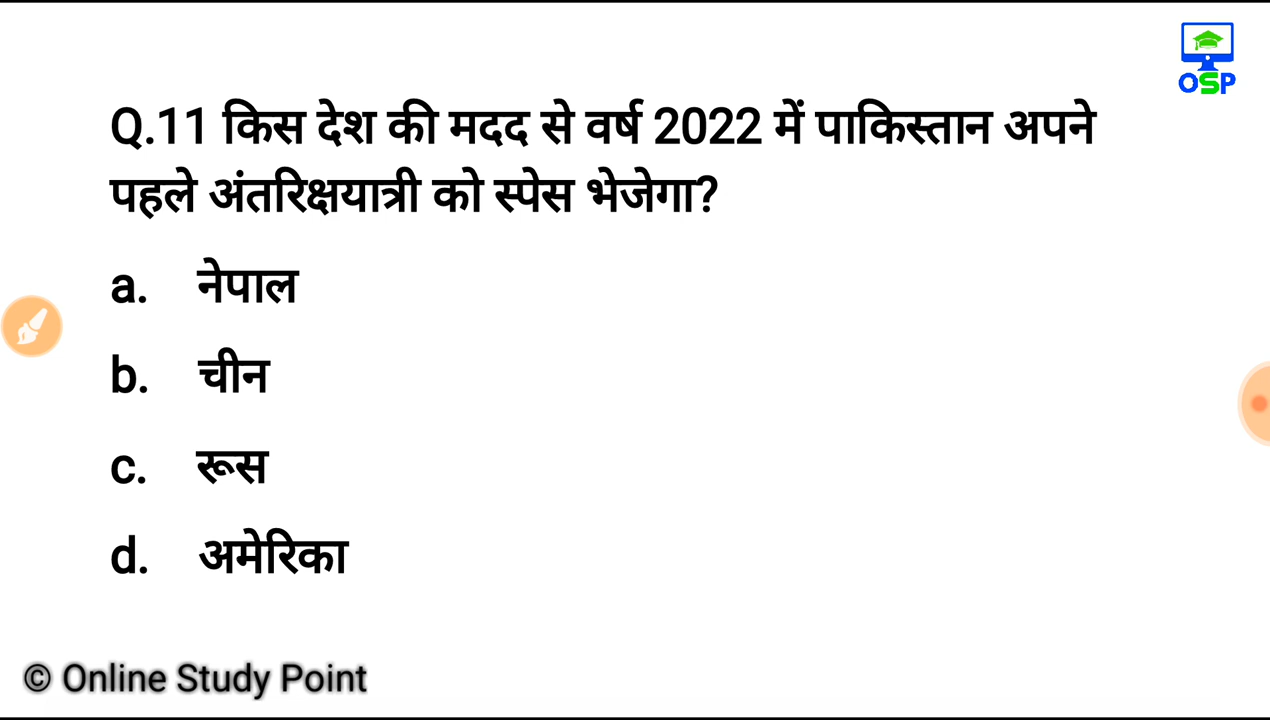 OSP
Q.11 किस देश की मदद से वर्ष 2022 में पाकिस्तान अपने
पहले अंतरिक्षयात्री को स्पेस भेजेगा?
a. नेपाल
b. चीन
c. रूस
d. अमेरिका
© Online Study Point